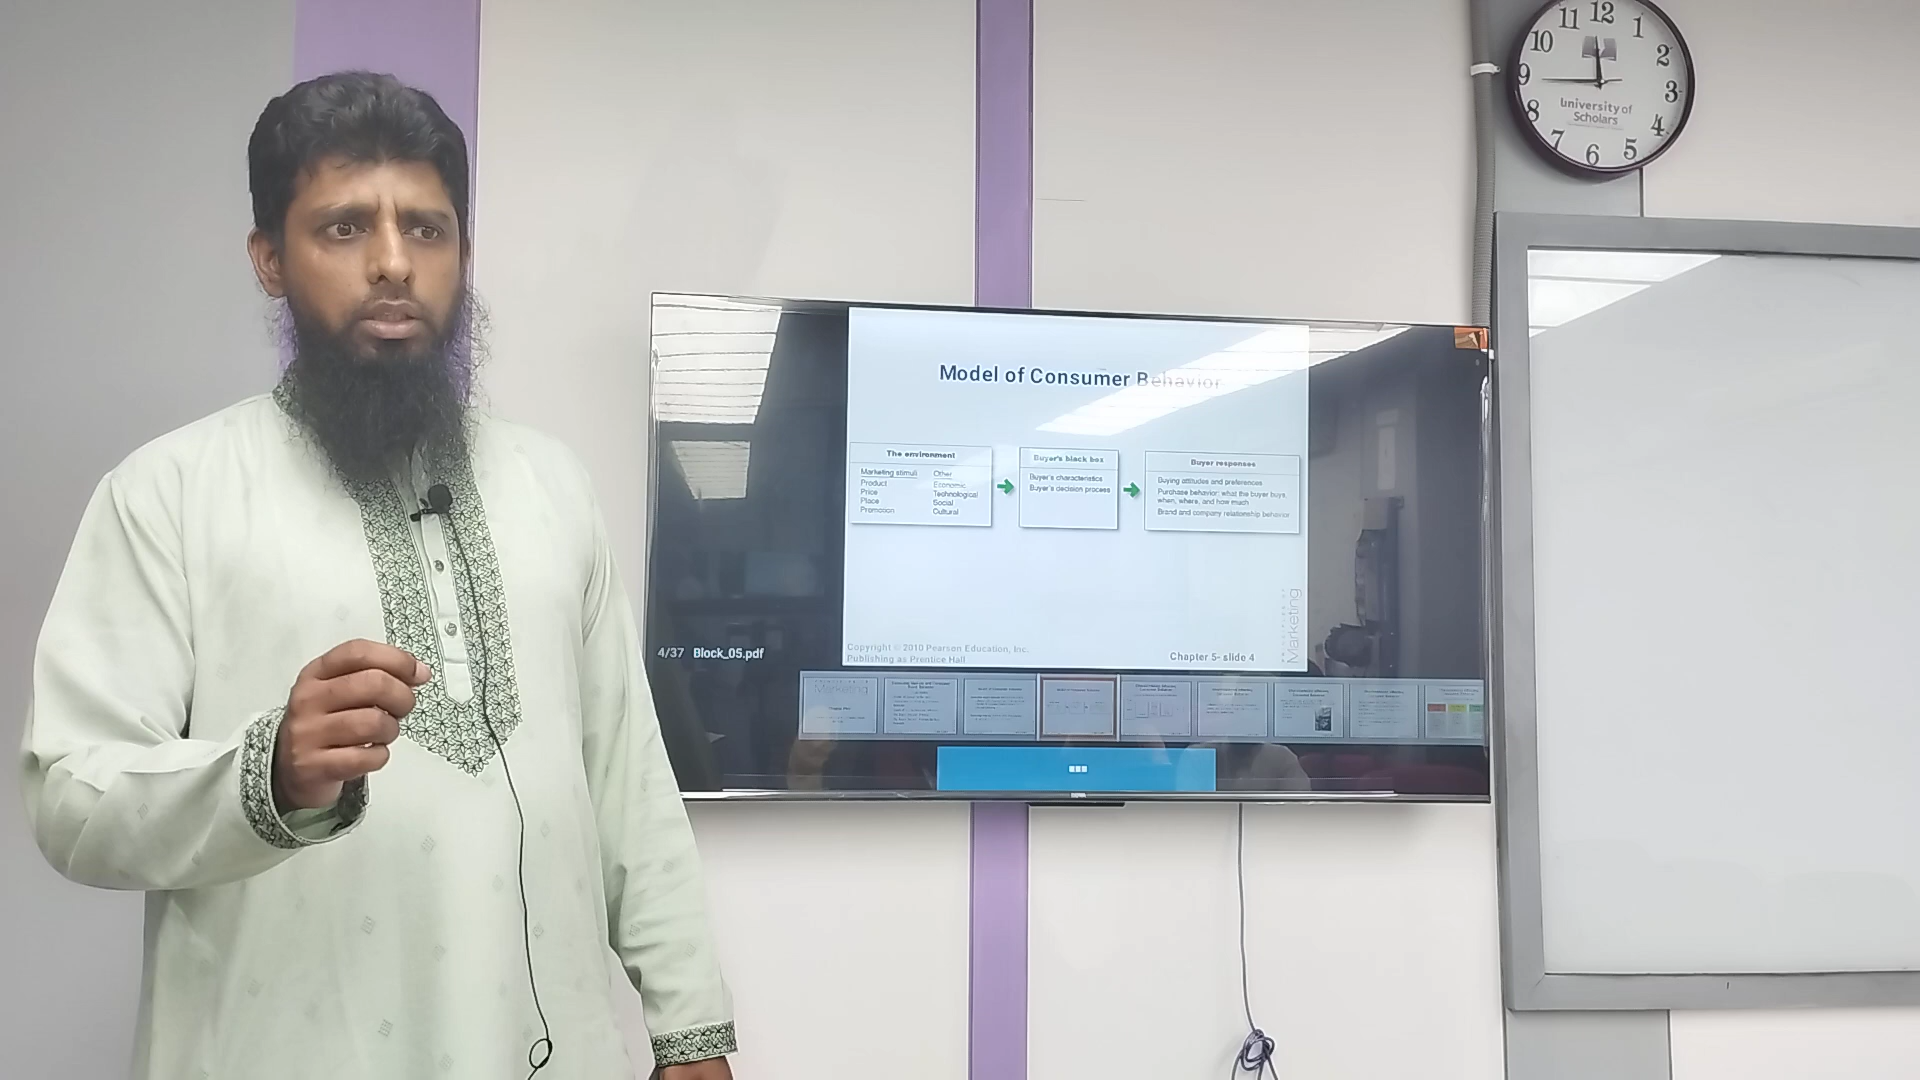 11 12 1
10 2
9 3
8 4
7 6 5
University of
Scholars
Model of Consumer Behavior
The environment
Marketing stimuli Other
Product Economic
Price Technological
Place Social
Promotion Cultural
Buyer's black box
Buyer's characteristics
Buyer's decision process
Buyer responses
Buying attitudes and preferences
Purchase behavior: what the buyer buys,
when, where, and how much
Brand and company relationship behavior
Marketing
Copyright © 2010 Pearson Education, Inc.
Publishing as Prentice Hall
Chapter 5- slide 4
4/37 Block_05.pdf
Marketing